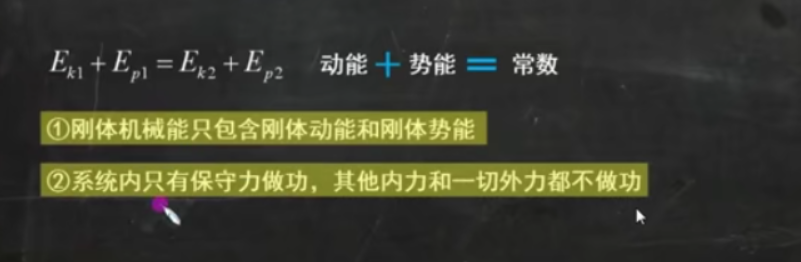 E_{k1} + E_{p1} = E_{k2} + E_{p2} 动能 + 势能 = 常数
①刚体机械能只包含刚体动能和刚体势能
②系统内只有保守力做功，其他内力和一切外力都不做功